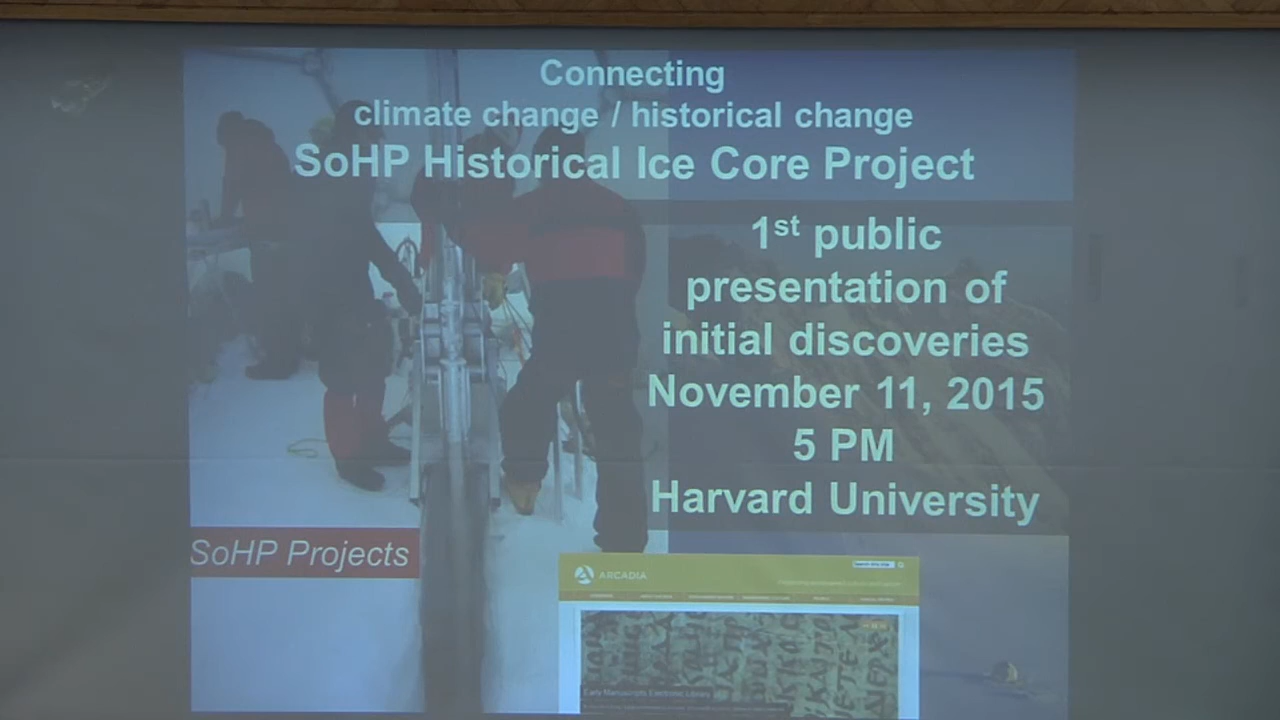 Connecting
climate change / historical change
SoHP Historical Ice Core Project
1st public
presentation of
initial discoveries
November 11, 2015
5 PM
Harvard University
SoHP Projects
ARCADIA
Early Manuscripts Electronic Library